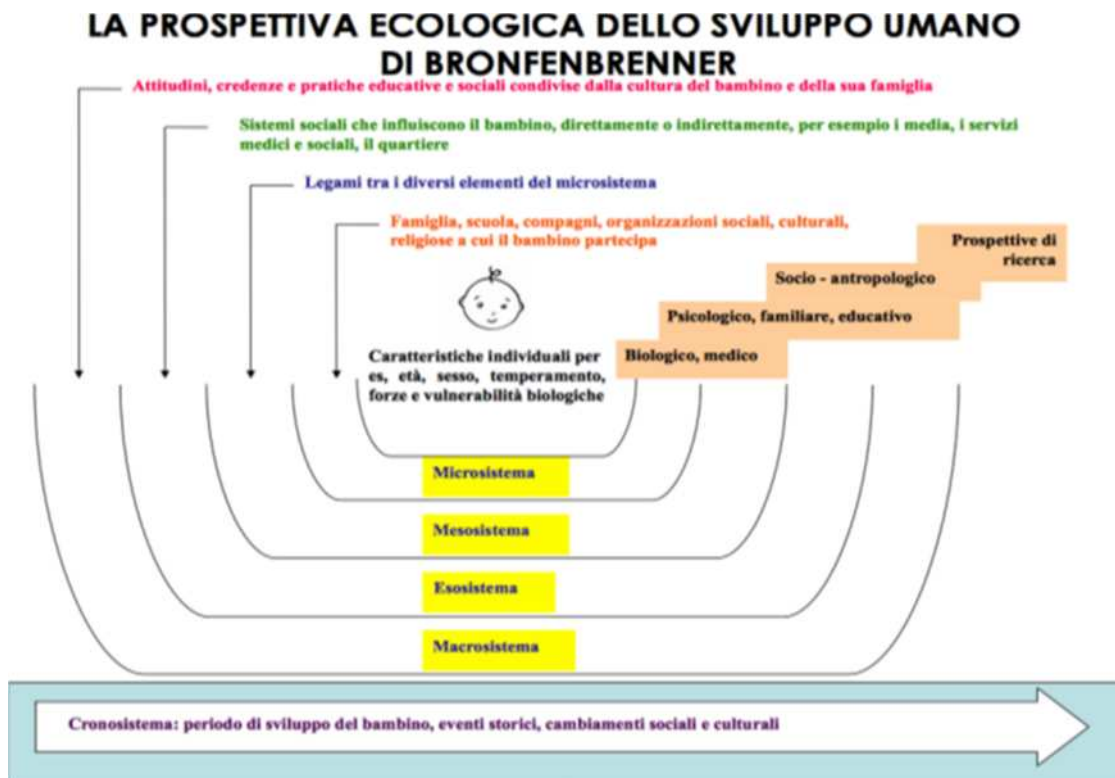 LA PROSPETTIVA ECOLOGICA DELLO SVILUPPO UMANO
DI BRONFENBRENNER
Attitudini, credenze e pratiche educative e sociali condivise dalla cultura del bambino e della sua famiglia
Sistemi sociali che influiscono il bambino, direttamente o indirettamente, per esempio i media, i servizi
medici e sociali, il quartiere
Legami tra i diversi elementi del microsistema
Famiglia, scuola, compagni, organizzazioni sociali, culturali,
religiose a cui il bambino partecipa
Prospettive di
ricerca
Socio - antropologico
Psicologico, familiare, educativo
Biologico, medico
Caratteristiche individuali per
es, età, sesso, temperamento,
forze e vulnerabilità biologiche
Microsistema
Mesosistema
Esosistema
Macrosistema
Cronosistema: periodo di sviluppo del bambino, eventi storici, cambiamenti sociali e culturali